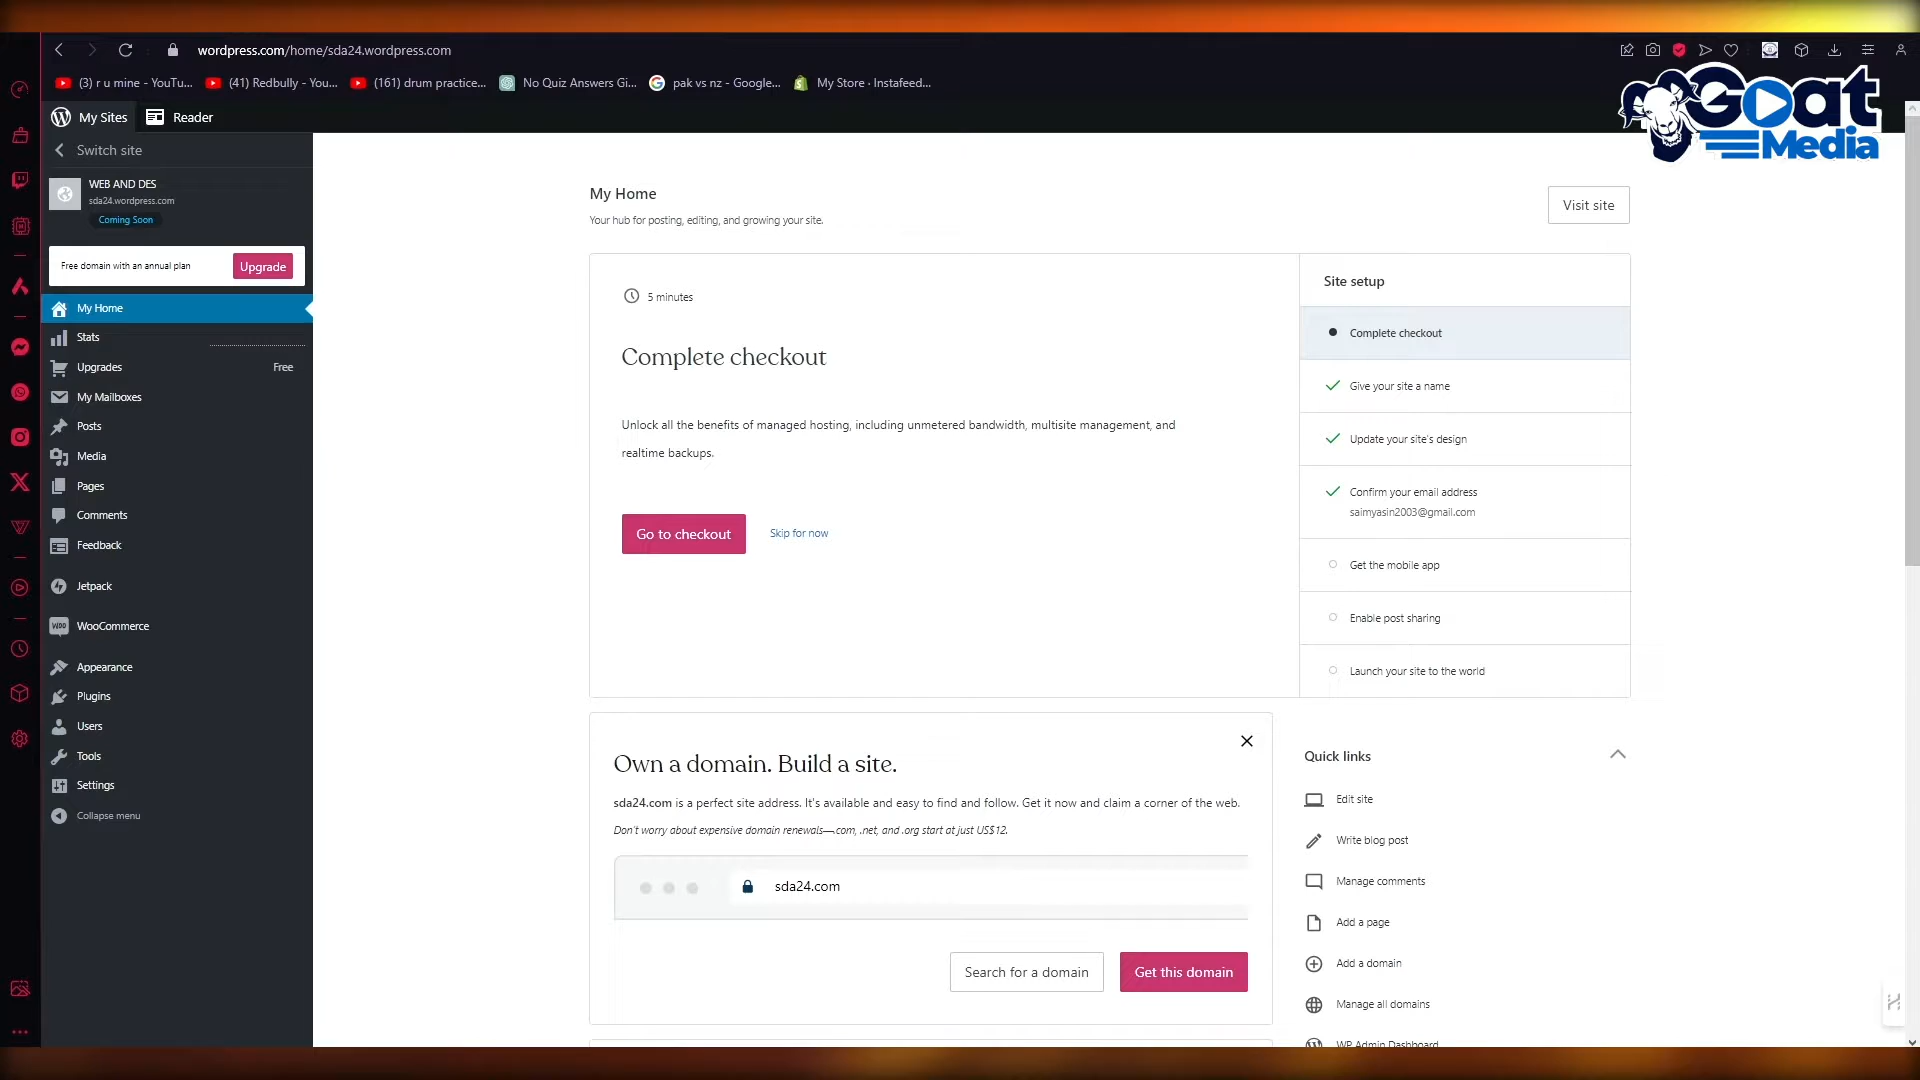 wordpress.com/home/sda24.wordpress.com
(3) r u mine - YouTu...
(41) Redbully - You...
(161) drum practice...
No Quiz Answers Gi...
pak vs nz - Google...
My Store · Instafeed...
Goat
Media
My Sites
Reader
Switch site
WEB AND DES
sda24.wordpress.com
Coming Soon
Free domain with an annual plan
Upgrade
My Home
Stats
Upgrades
Free
My Mailboxes
Posts
Media
Pages
Comments
Feedback
Jetpack
WooCommerce
Appearance
Plugins
Users
Tools
Settings
Collapse menu
My Home
Your hub for posting, editing, and growing your site.
Visit site
5 minutes
Complete checkout
Unlock all the benefits of managed hosting, including unmetered bandwidth, multisite management, and
realtime backups.
Go to checkout
Skip for now
Site setup
Complete checkout
Give your site a name
Update your site's design
Confirm your email address
saimyasin2003@gmail.com
Get the mobile app
Enable post sharing
Launch your site to the world
Own a domain. Build a site.
sda24.com is a perfect site address. It's available and easy to find and follow. Get it now and claim a corner of the web.
Don't worry about expensive domain renewals—.com, .net, and .org start at just US$12.
sda24.com
Search for a domain
Get this domain
Quick links
Edit site
Write blog post
Manage comments
Add a page
Add a domain
Manage all domains
WP Admin Dashboard